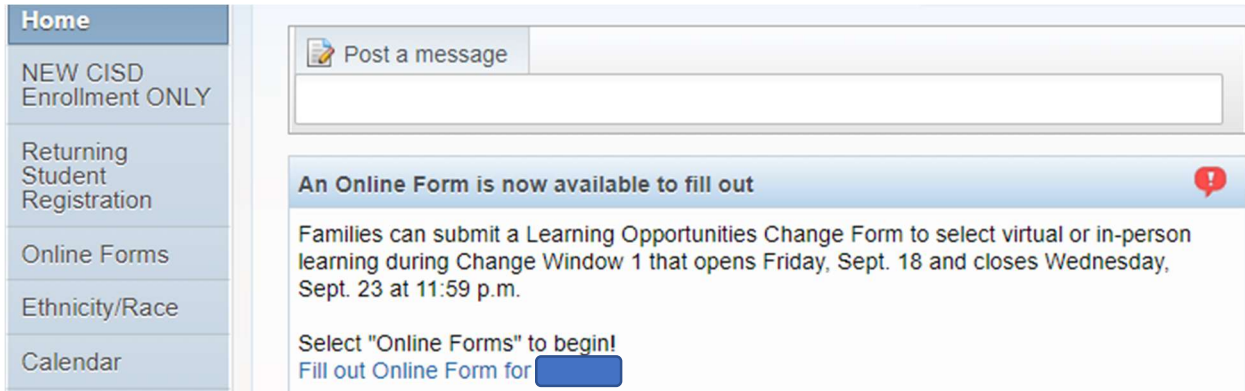 Home
NEW CISD
Enrollment ONLY
Returning
Student
Registration
Online Forms
Ethnicity/Race
Calendar
Post a message
An Online Form is now available to fill out
Families can submit a Learning Opportunities Change Form to select virtual or in-person
learning during Change Window 1 that opens Friday, Sept. 18 and closes Wednesday,
Sept. 23 at 11:59 p.m.
Select "Online Forms" to begin!
Fill out Online Form for